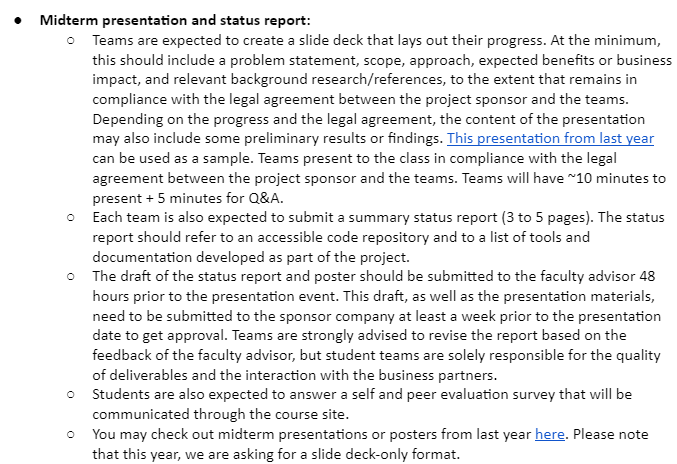 ● Midterm presentation and status report:
○ Teams are expected to create a slide deck that lays out their progress. At the minimum,
this should include a problem statement, scope, approach, expected benefits or business
impact, and relevant background research/references, to the extent that remains in
compliance with the legal agreement between the project sponsor and the teams.
Depending on the progress and the legal agreement, the content of the presentation
may also include some preliminary results or findings. This presentation from last year
can be used as a sample. Teams present to the class in compliance with the legal
agreement between the project sponsor and the teams. Teams will have ~10 minutes to
present + 5 minutes for Q&A.
○ Each team is also expected to submit a summary status report (3 to 5 pages). The status
report should refer to an accessible code repository and to a list of tools and
documentation developed as part of the project.
○ The draft of the status report and poster should be submitted to the faculty advisor 48
hours prior to the presentation event. This draft, as well as the presentation materials,
need to be submitted to the sponsor company at least a week prior to the presentation
date to get approval. Teams are strongly advised to revise the report based on the
feedback of the faculty advisor, but student teams are solely responsible for the quality
of deliverables and the interaction with the business partners.
○ Students are also expected to answer a self and peer evaluation survey that will be
communicated through the course site.
○ You may check out midterm presentations or posters from last year here. Please note
that this year, we are asking for a slide deck-only format.